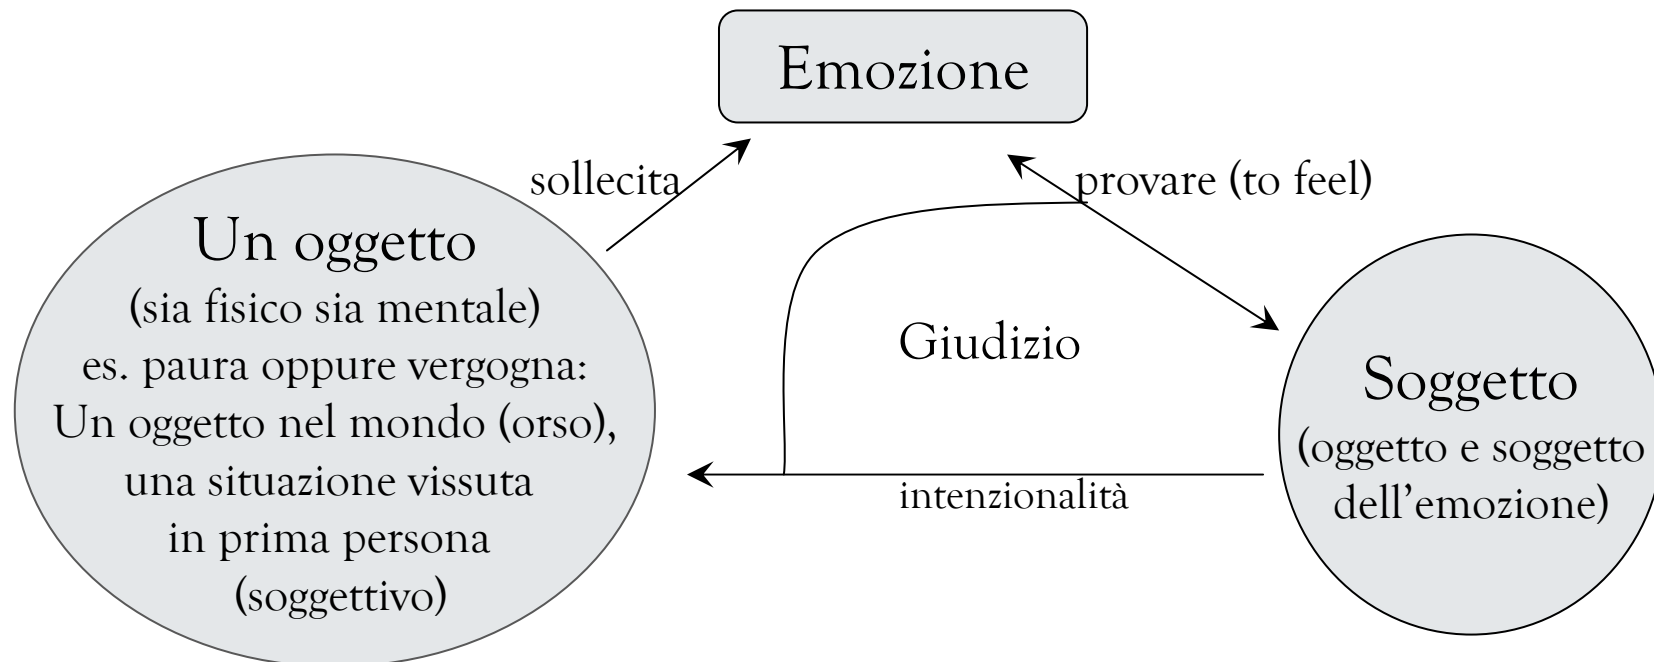 Emozione
sollecita
provare (to feel)
Un oggetto
(sia fisico sia mentale)
es. paura oppure vergogna:
Un oggetto nel mondo (orso),
una situazione vissuta
in prima persona
(soggettivo)
Giudizio
Soggetto
(oggetto e soggetto
dell’emozione)
intenzionalità